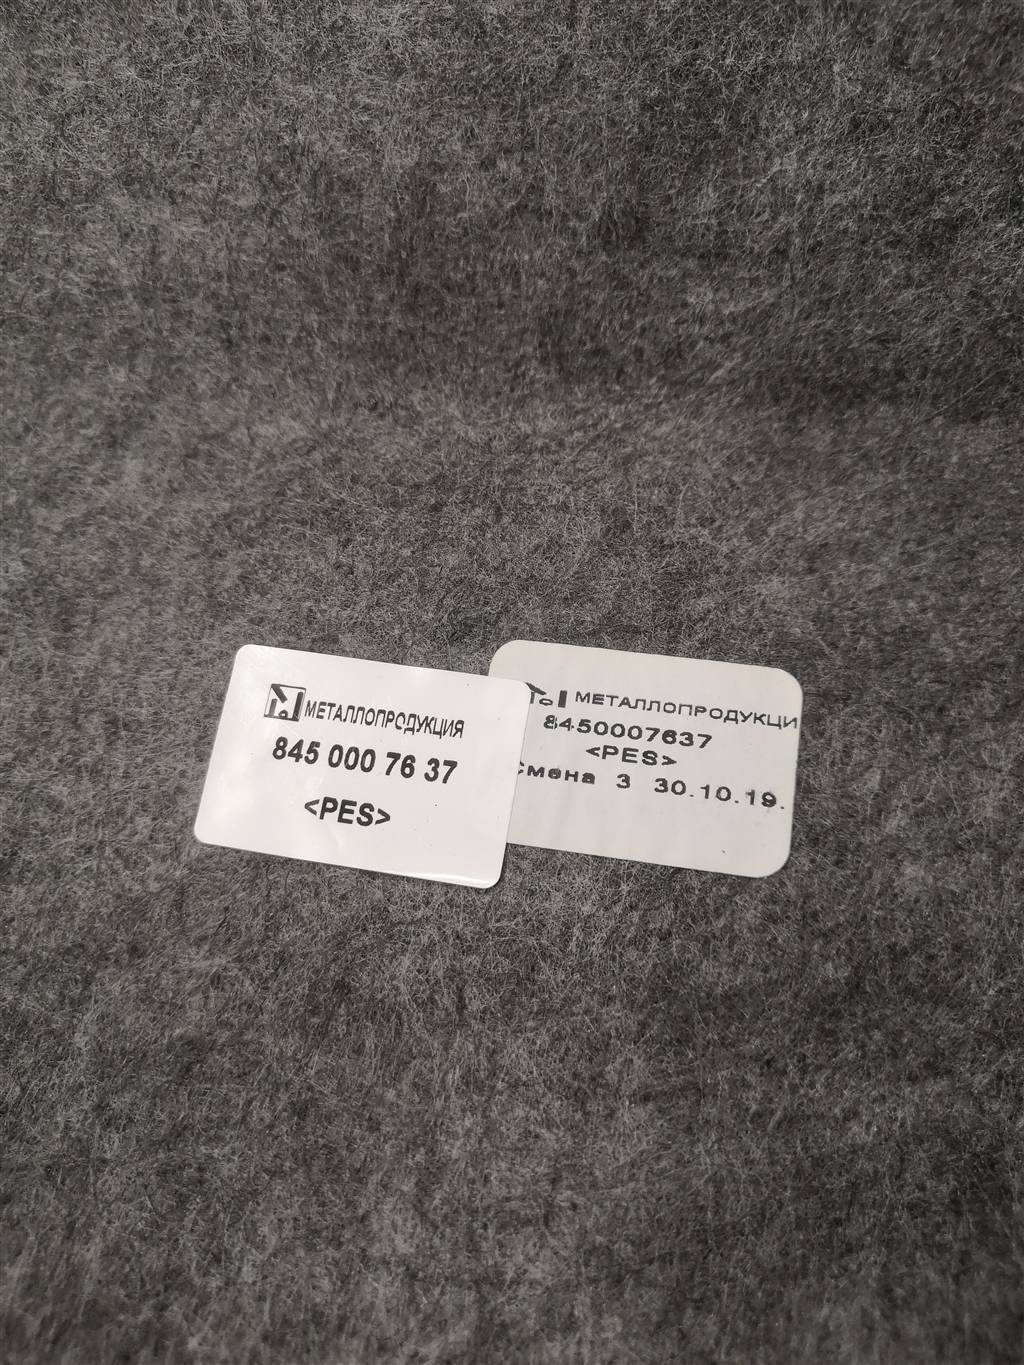 МЕТАЛЛОПРОДУКЦИЯ
845 000 76 37
<PES>
МЕТАЛЛОПРОДУКЦИ
8450007637
<PES>
Смена 3 30.10.19.